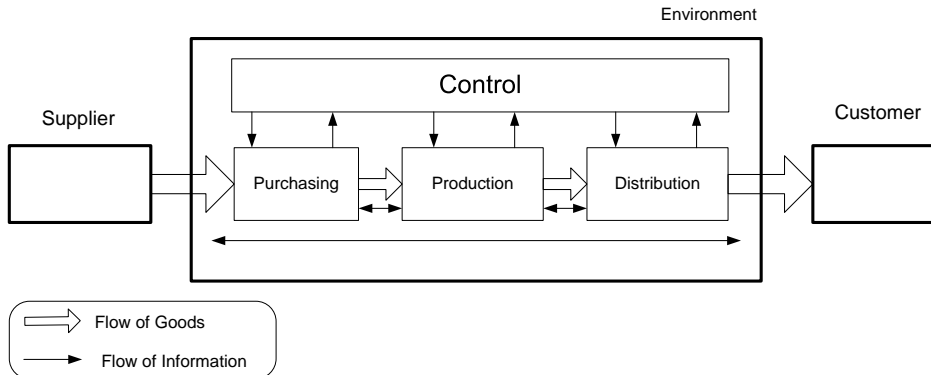 Environment
Control
Supplier
Customer
Purchasing
Production
Distribution
Flow of Goods
Flow of Information